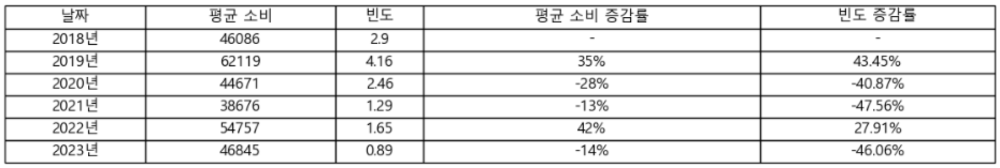 날짜 평균 소비 빈도 평균 소비 증감률 빈도 증감률
2018년 46086 2.9 - -
2019년 62119 4.16 35% 43.45%
2020년 44671 2.46 -28% -40.87%
2021년 38676 1.29 -13% -47.56%
2022년 54757 1.65 42% 27.91%
2023년 46845 0.89 -14% -46.06%